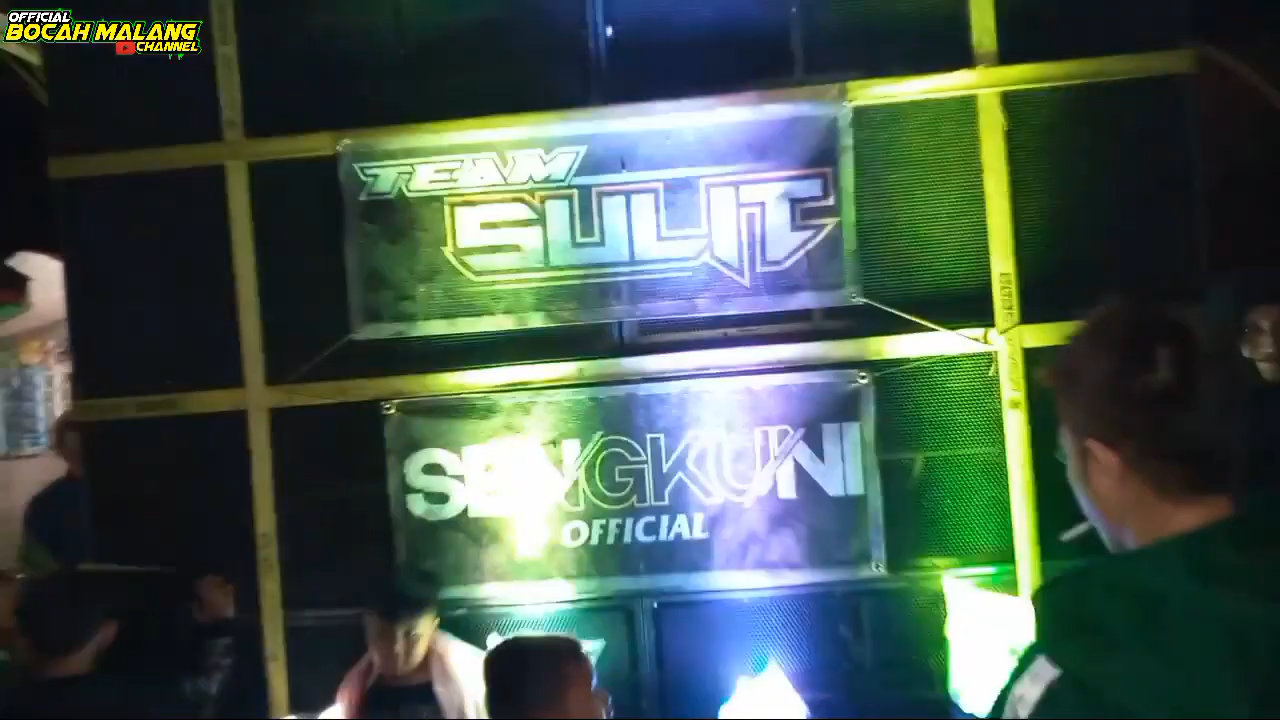 OFFICIAL
BOCAH MALANG
CHANNEL
TEAM
SULIT
SENGKUNI
OFFICIAL